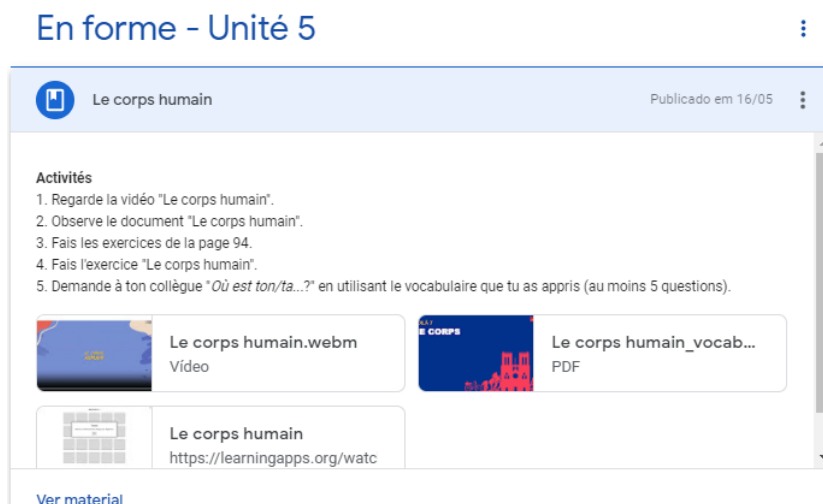 En forme - Unité 5
Le corps humain
Publicado em 16/05
Activités
1. Regarde la vidéo "Le corps humain".
2. Observe le document "Le corps humain".
3. Fais les exercices de la page 94.
4. Fais l'exercice "Le corps humain".
5. Demande à ton collègue "Où est ton/ta...?" en utilisant le vocabulaire que tu as appris (au moins 5 questions).
Le corps humain.webm
Vídeo
E CORPS
Le corps humain_vocab...
PDF
Le corps humain
https://learningapps.org/watc
Ver material